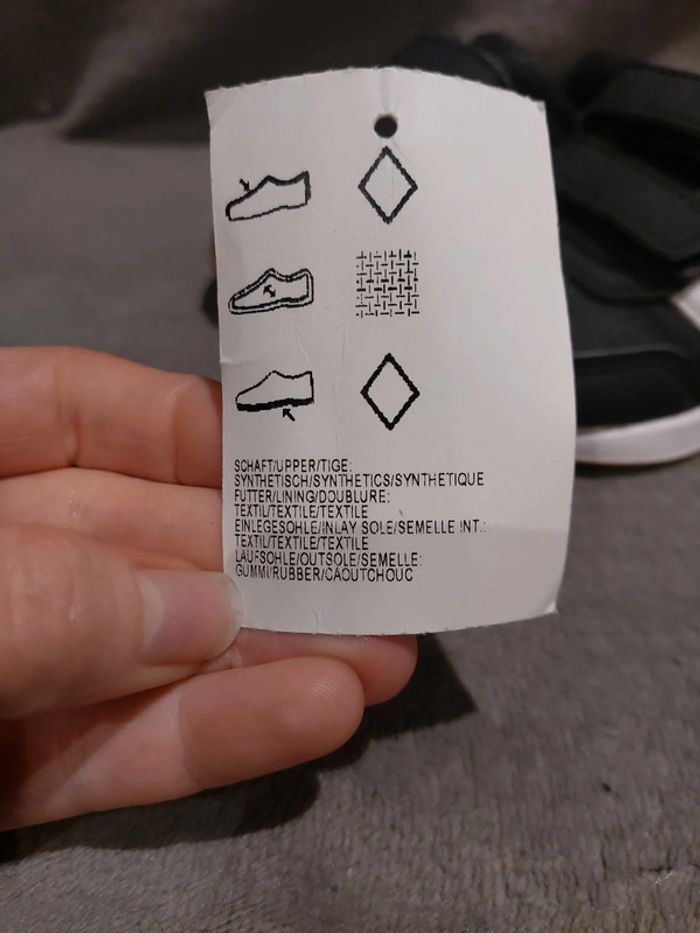 SCHAFT/UPPER/TIGE:
SYNTHETISCH/SYNTHETICS/SYNTHETIQUE
FUTTER/LINING/DOUBLURE:
TEXTIL/TEXTILE/TEXTILE
EINLEGESOHLE/INLAY SOLE/SEMELLE INT.:
TEXTIL/TEXTILE/TEXTILE
LAUFSOHLE/OUTSOLE/SEMELLE:
GUMMI/RUBBER/CAOUTCHOUC